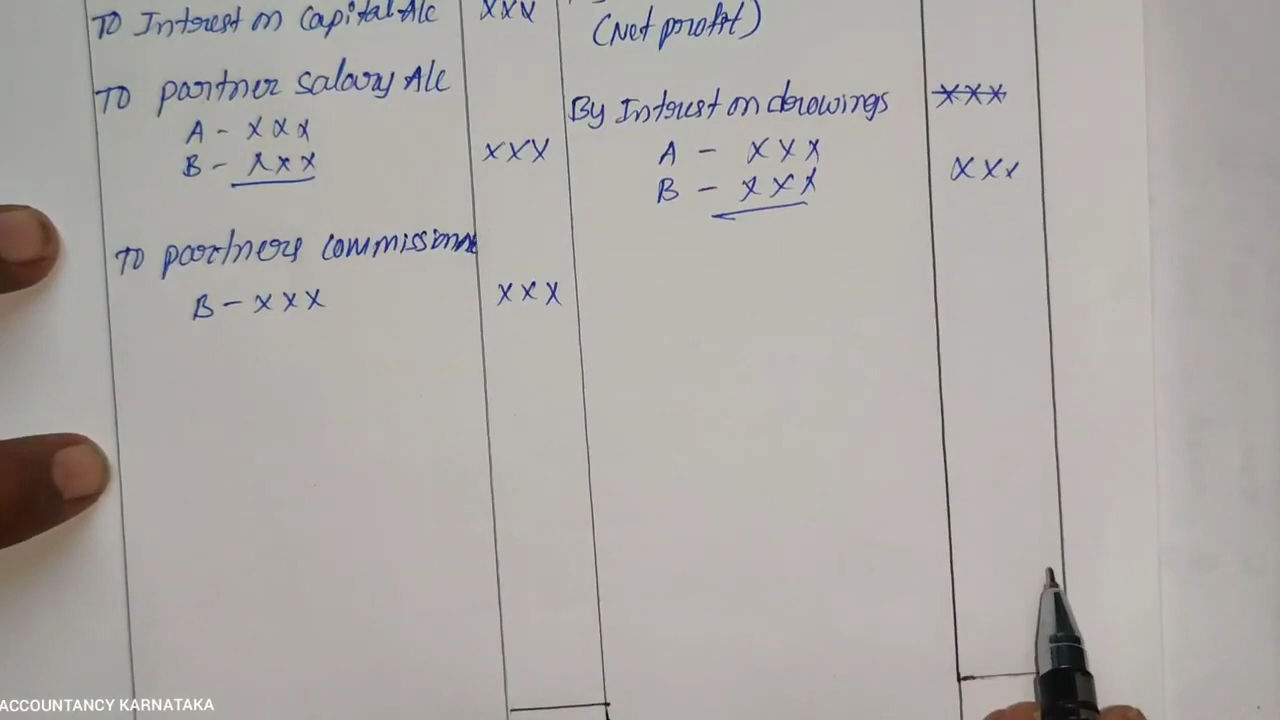 To Interest on Capital A/c xxx
To partner salary A/c
A - xxx
B - xxx xxx
To partners commission
B - xxx xxx
(Net profit)
By Interest on drowings xxx
A - xxx
B - xxx xxx
ACCOUNTANCY KARNATAKA